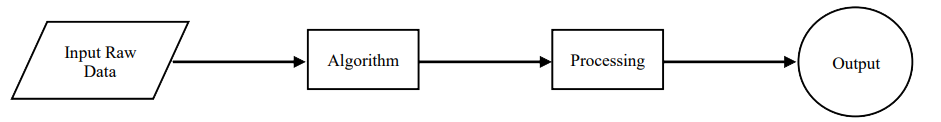 Input Raw
Data
Algorithm
Processing
Output